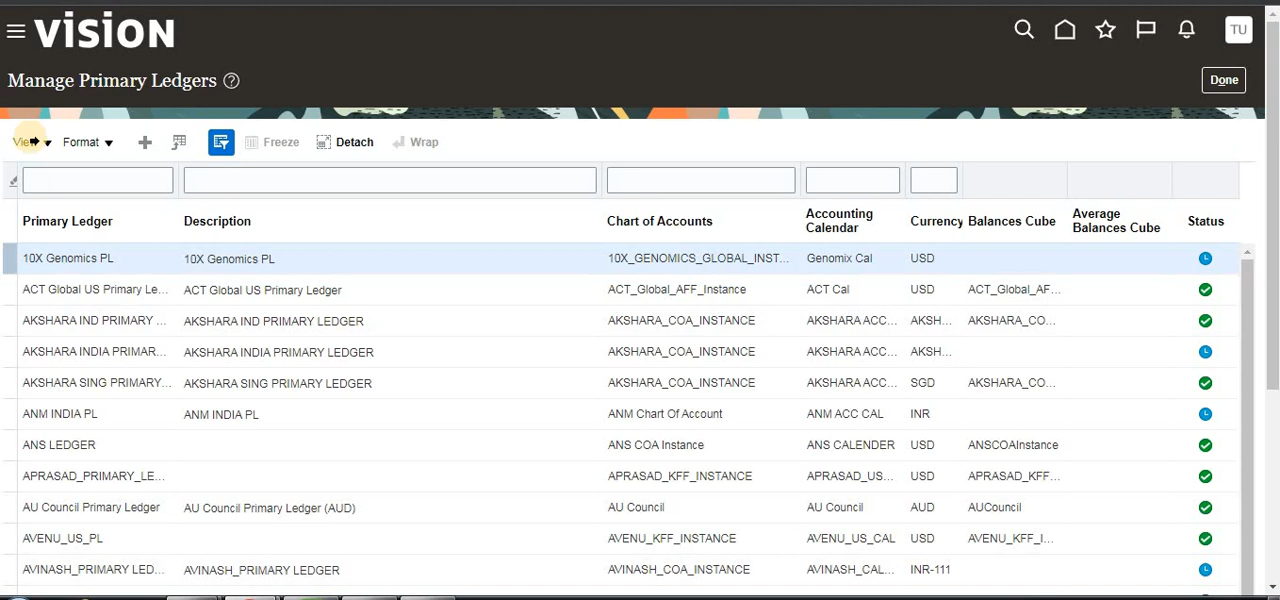 VISION
TU
Manage Primary Ledgers ?
Done
View Format Freeze Detach Wrap
Primary Ledger Description Chart of Accounts Accounting Calendar Currency Balances Cube Average Balances Cube Status
10X Genomics PL 10X Genomics PL 10X_GENOMICS_GLOBAL_INST... Genomix Cal USD
ACT Global US Primary Le... ACT Global US Primary Ledger ACT_Global_AFF_Instance ACT Cal USD ACT_Global_AF...
AKSHARA IND PRIMARY ... AKSHARA IND PRIMARY LEDGER AKSHARA_COA_INSTANCE AKSHARA ACC... AKSH... AKSHARA_CO...
AKSHARA INDIA PRIMAR... AKSHARA INDIA PRIMARY LEDGER AKSHARA_COA_INSTANCE AKSHARA ACC... AKSH...
AKSHARA SING PRIMARY... AKSHARA SING PRIMARY LEDGER AKSHARA_COA_INSTANCE AKSHARA ACC... SGD AKSHARA_CO...
ANM INDIA PL ANM INDIA PL ANM Chart Of Account ANM ACC CAL INR
ANS LEDGER ANS COA Instance ANS CALENDER USD ANSCOAInstance
APRASAD_PRIMARY_LE... APRASAD_KFF_INSTANCE APRASAD_US... USD APRASAD_KFF...
AU Council Primary Ledger AU Council Primary Ledger (AUD) AU Council AU Council AUD AUCouncil
AVENU_US_PL AVENU_KFF_INSTANCE AVENU_US_CAL USD AVENU_KFF_I...
AVINASH_PRIMARY LED... AVINASH_PRIMARY LEDGER AVINASH_COA_INSTANCE AVINASH_CAL... INR-111